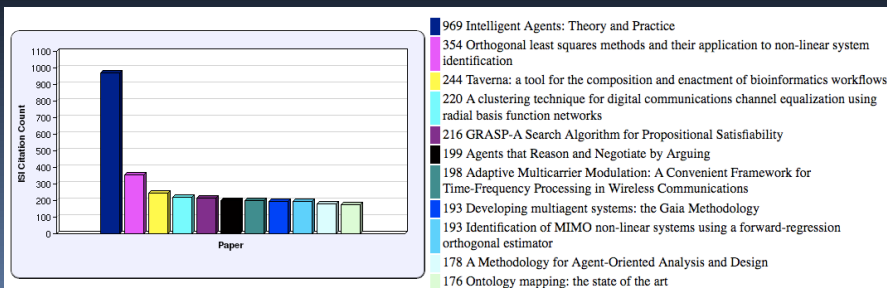 1100
1000
900
800
700
600
500
400
300
200
100
0
ISI Citation Count
Paper
969 Intelligent Agents: Theory and Practice
354 Orthogonal least squares methods and their application to non-linear system
identification
244 Taverna: a tool for the composition and enactment of bioinformatics workflows
220 A clustering technique for digital communications channel equalization using
radial basis function networks
216 GRASP-A Search Algorithm for Propositional Satisfiability
199 Agents that Reason and Negotiate by Arguing
198 Adaptive Multicarrier Modulation: A Convenient Framework for
Time-Frequency Processing in Wireless Communications
193 Developing multiagent systems: the Gaia Methodology
193 Identification of MIMO non-linear systems using a forward-regression
orthogonal estimator
178 A Methodology for Agent-Oriented Analysis and Design
176 Ontology mapping: the state of the art